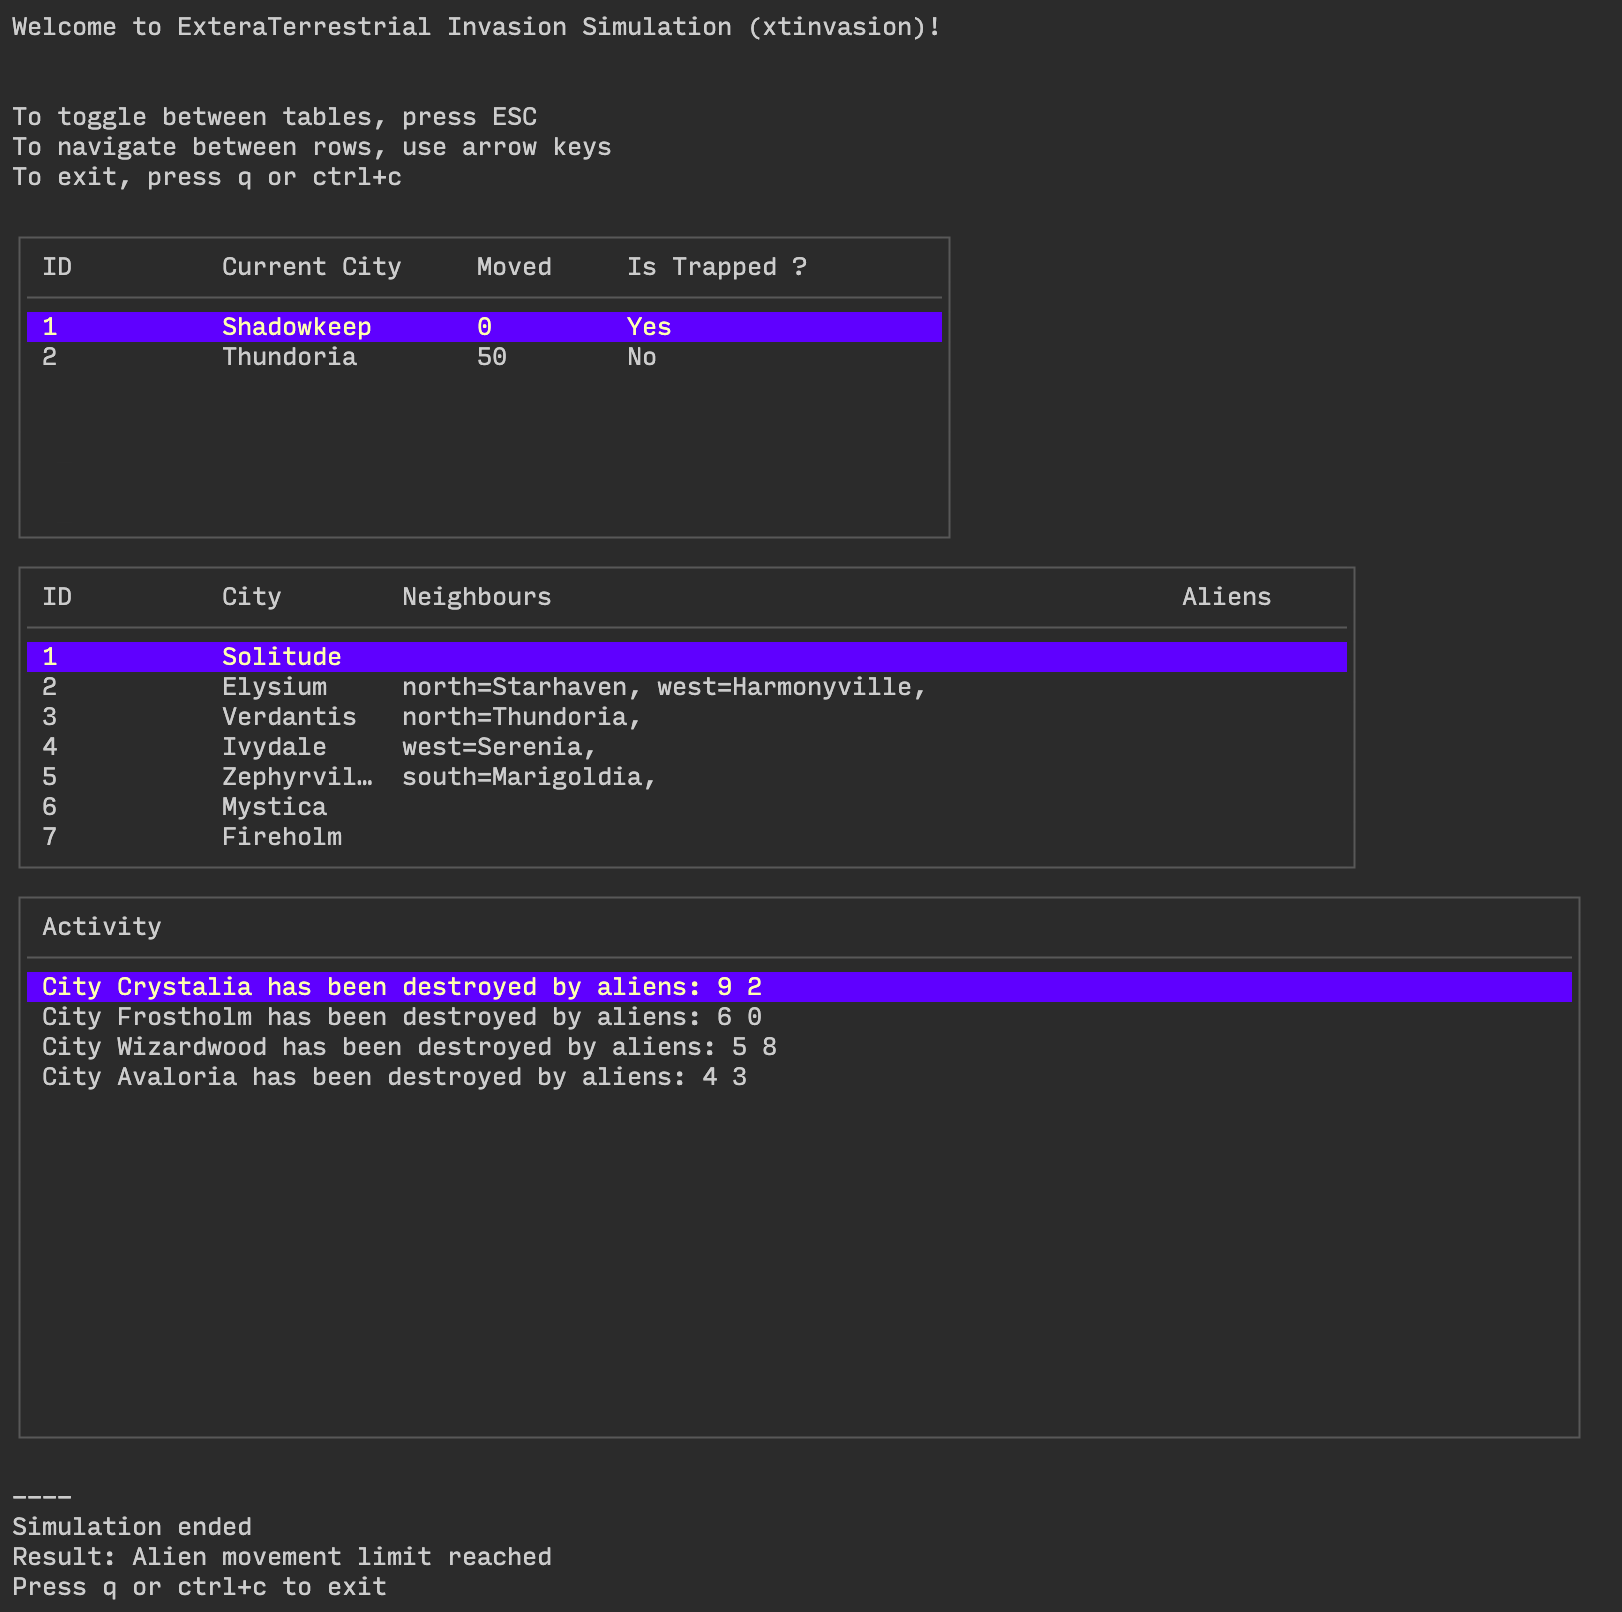 Welcome to ExteraTerrestrial Invasion Simulation (xtinvasion)!
To toggle between tables, press ESC
To navigate between rows, use arrow keys
To exit, press q or ctrl+c
ID Current City Moved Is Trapped ?
1 Shadowkeep 0 Yes
2 Thundoria 50 No
ID City Neighbours Aliens
1 Solitude
2 Elysium north=Starhaven, west=Harmonyville,
3 Verdantis north=Thundoria,
4 Ivydale west=Serenia,
5 Zephyrvil… south=Marigoldia,
6 Mystica
7 Fireholm
Activity
City Crystalia has been destroyed by aliens: 9 2
City Frostholm has been destroyed by aliens: 6 0
City Wizardwood has been destroyed by aliens: 5 8
City Avaloria has been destroyed by aliens: 4 3
----
Simulation ended
Result: Alien movement limit reached
Press q or ctrl+c to exit